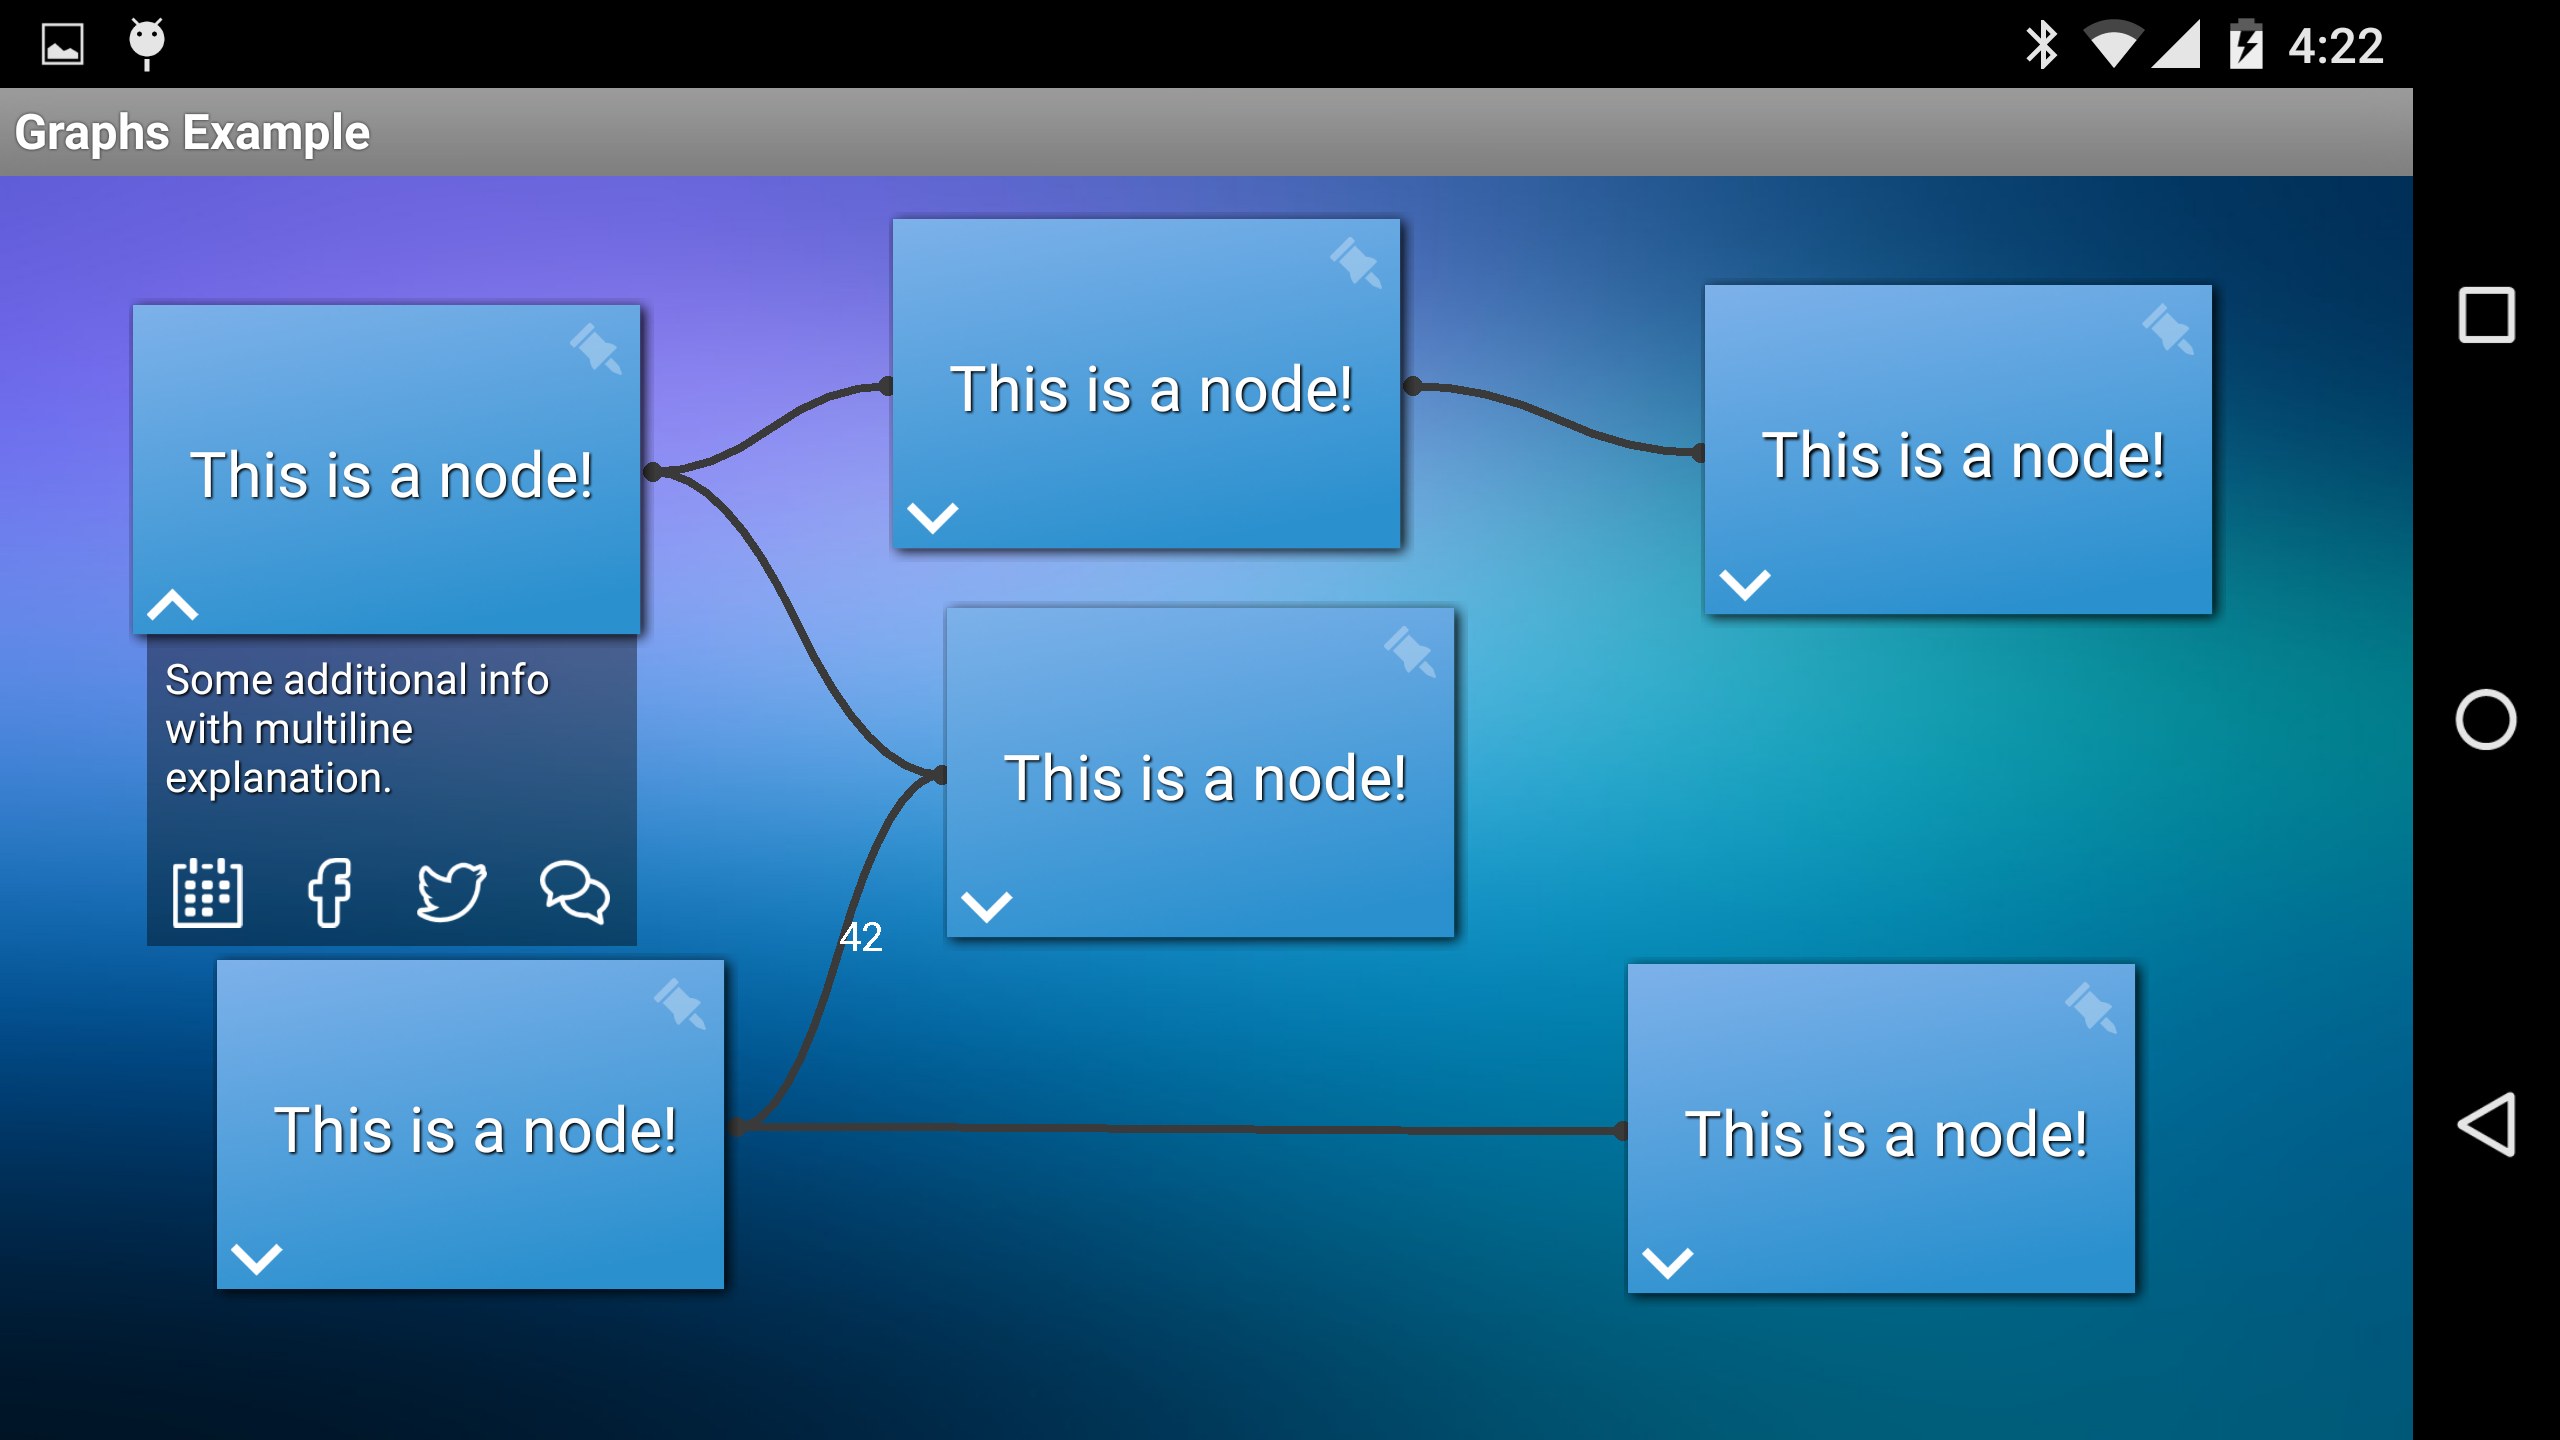 4:22
Graphs Example
This is a node!
This is a node!
This is a node!
Some additional info
with multiline
explanation.
This is a node!
42
This is a node!
This is a node!